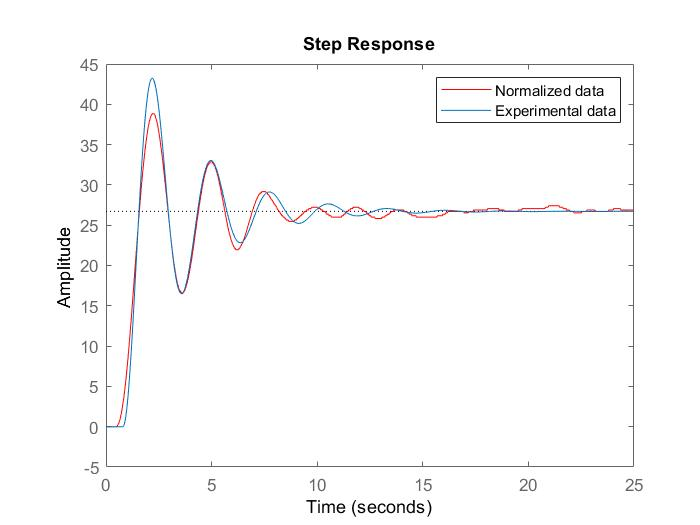 Step Response
Normalized data
Experimental data
45
40
35
30
25
20
15
10
5
0
-5
Amplitude
0 5 10 15 20 25
Time (seconds)